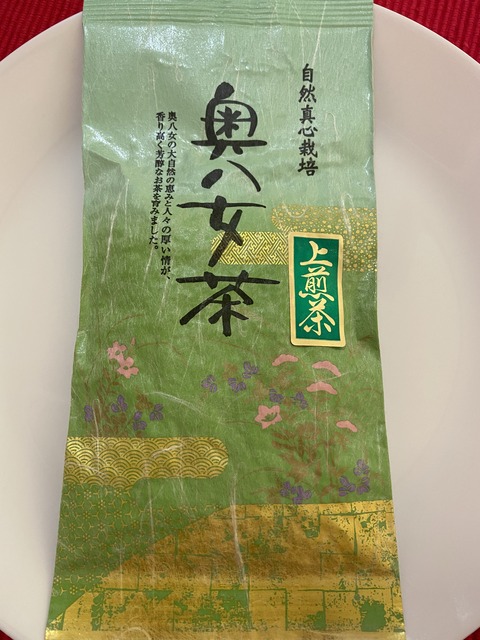 自然真心栽培
奥八女茶
奥八女の大自然の恵みと人々の厚い情が、
香り高く芳醇なお茶を育みました。
上煎茶